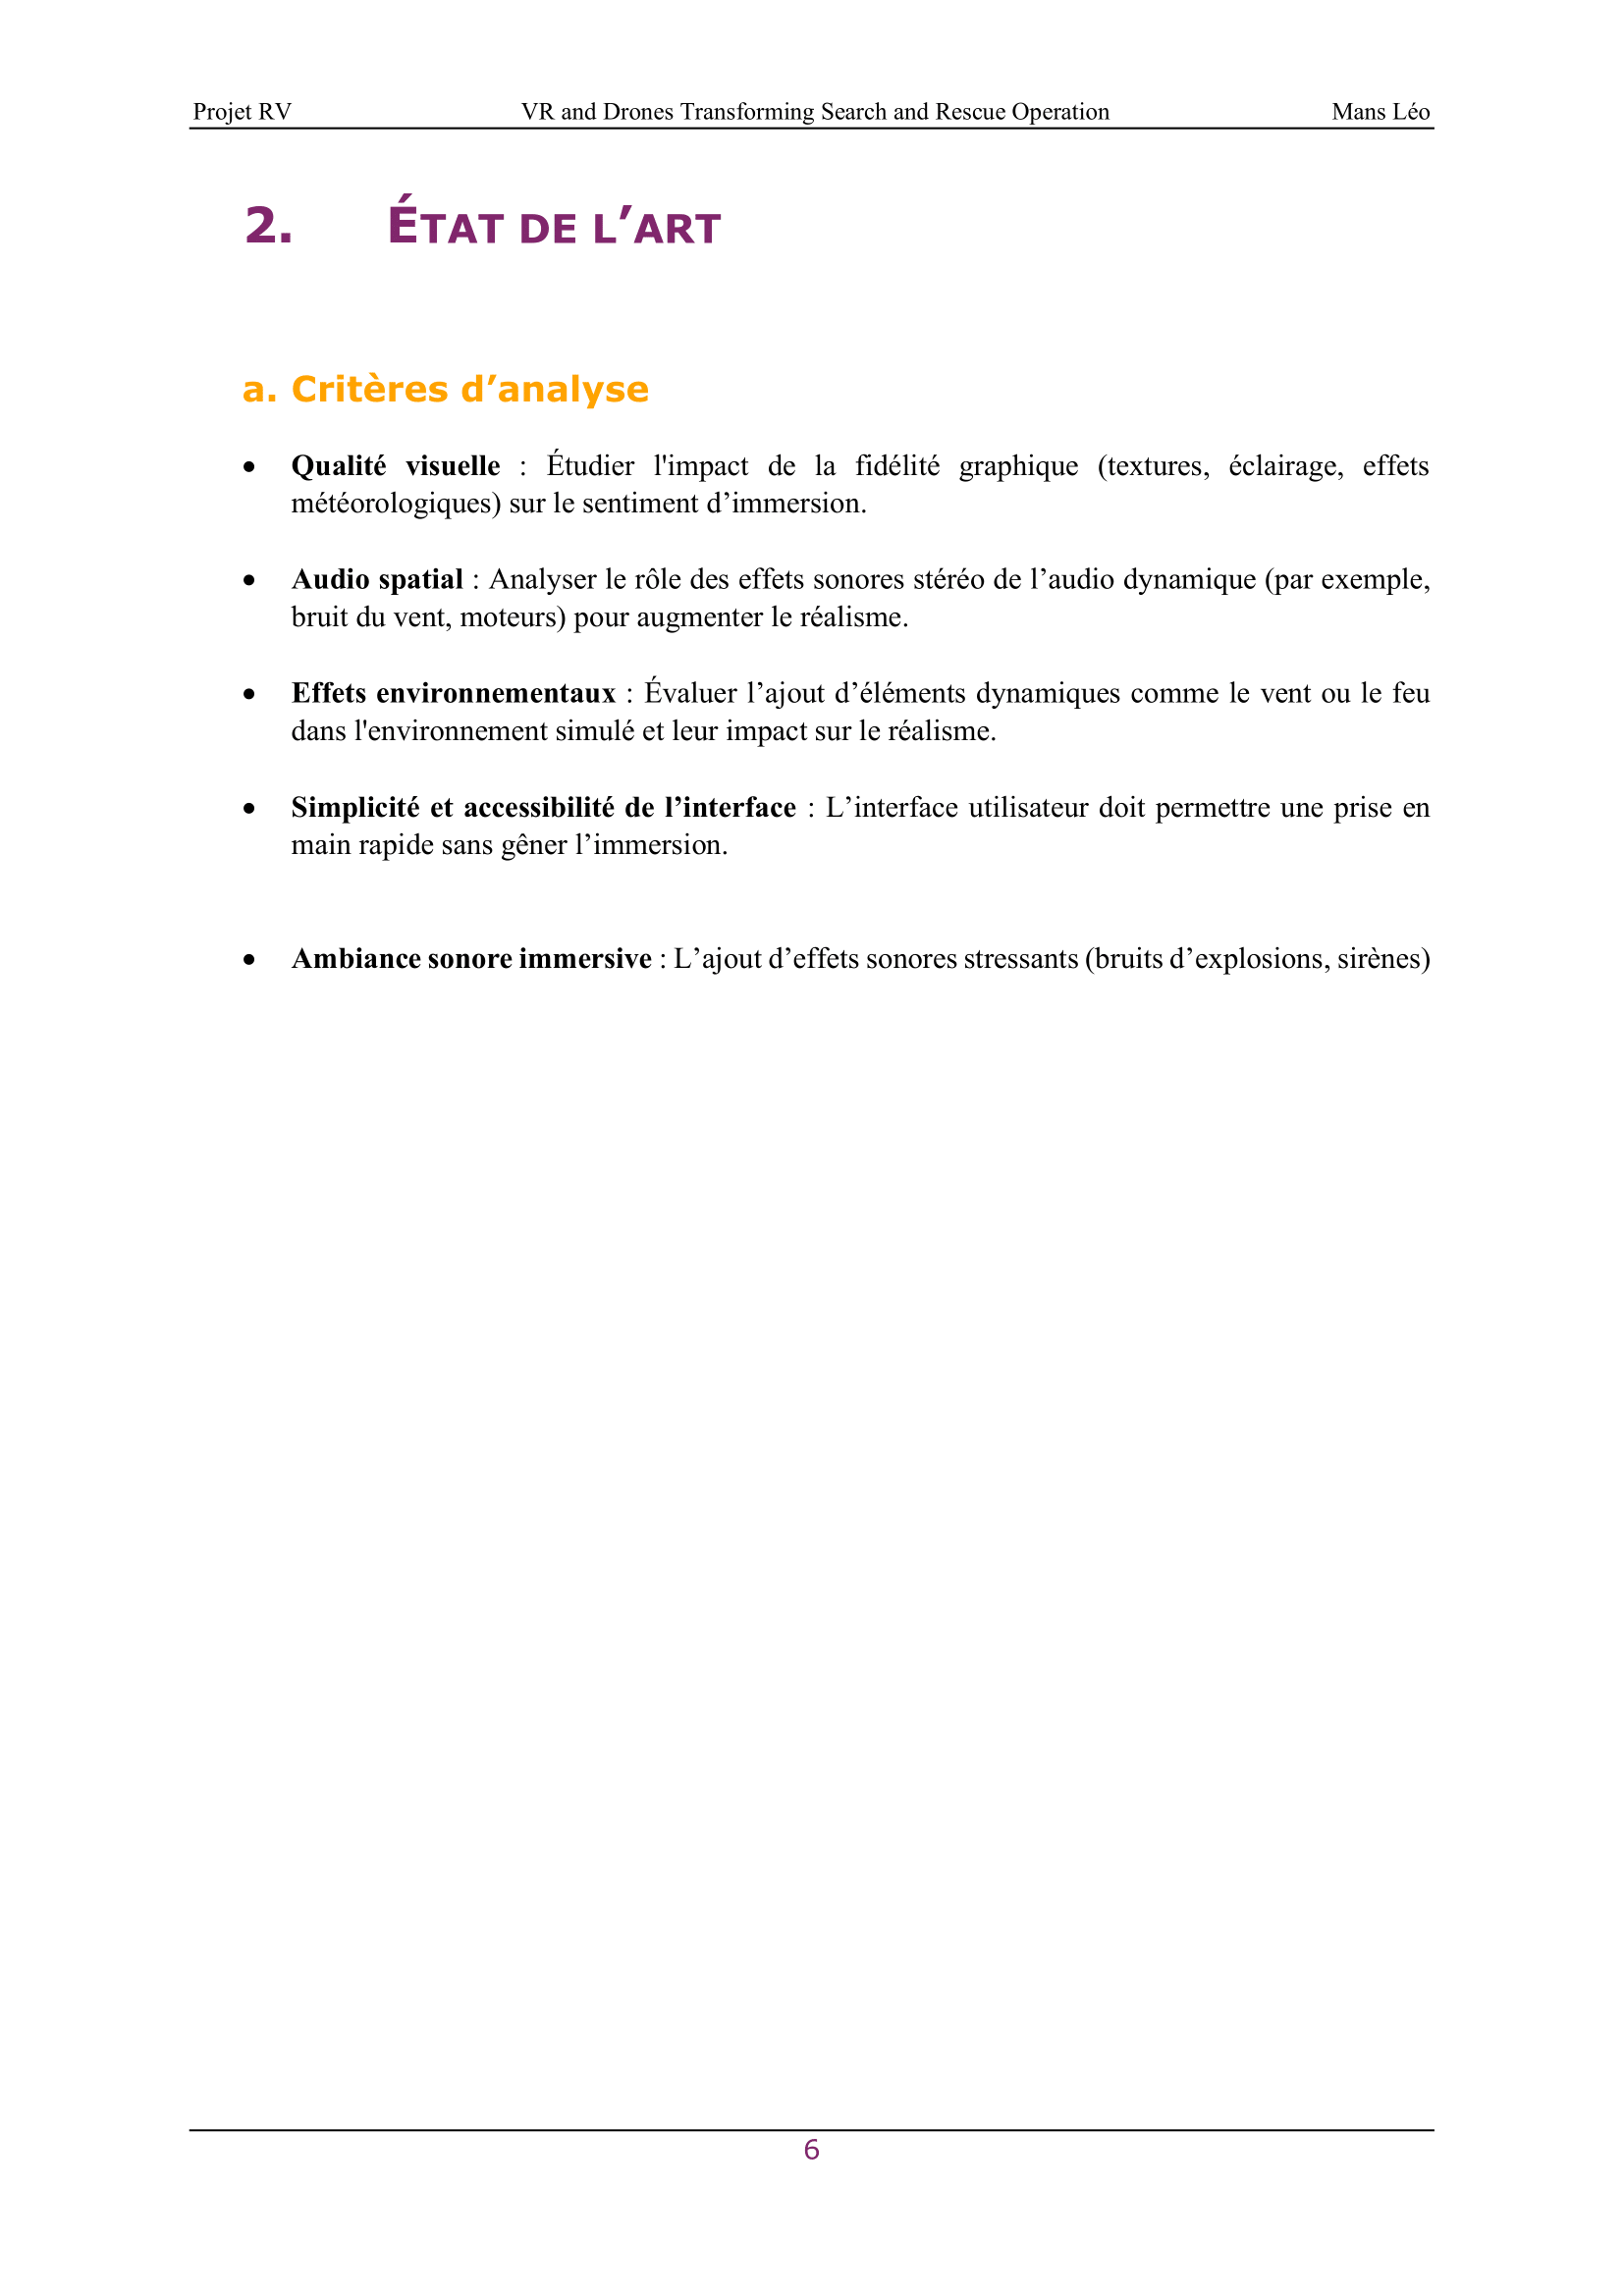 Projet RV VR and Drones Transforming Search and Rescue Operation Mans Léo
2. ÉTAT DE L’ART
a. Critères d’analyse
• Qualité visuelle : Étudier l'impact de la fidélité graphique (textures, éclairage, effets
météorologiques) sur le sentiment d’immersion.
• Audio spatial : Analyser le rôle des effets sonores stéréo de l’audio dynamique (par exemple,
bruit du vent, moteurs) pour augmenter le réalisme.
• Effets environnementaux : Évaluer l’ajout d’éléments dynamiques comme le vent ou le feu
dans l'environnement simulé et leur impact sur le réalisme.
• Simplicité et accessibilité de l’interface : L’interface utilisateur doit permettre une prise en
main rapide sans gêner l’immersion.
• Ambiance sonore immersive : L’ajout d’effets sonores stressants (bruits d’explosions, sirènes)
6